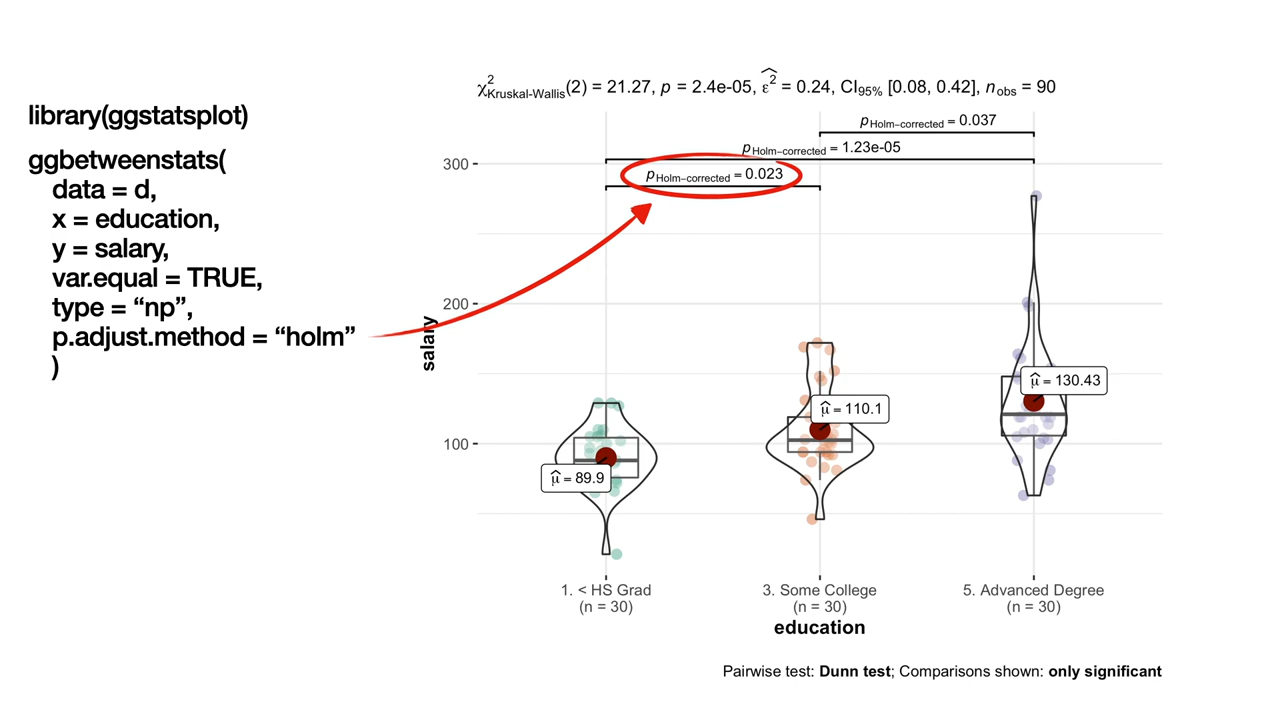 library(ggstatsplot)
ggbetweenstats(
data = d,
x = education,
y = salary,
var.equal = TRUE,
type = “np”,
p.adjust.method = “holm”
)
χ²Kruskal-Wallis(2) = 21.27, p = 2.4e-05, ε̂² = 0.24, CI95% [0.08, 0.42], nobs = 90
pHolm−corrected = 0.037
pHolm−corrected = 1.23e-05
pHolm−corrected = 0.023
300
200
100
salary
μ̂ = 89.9
μ̂ = 110.1
μ̂ = 130.43
1. < HS Grad
(n = 30)
3. Some College
(n = 30)
5. Advanced Degree
(n = 30)
education
Pairwise test: Dunn test; Comparisons shown: only significant